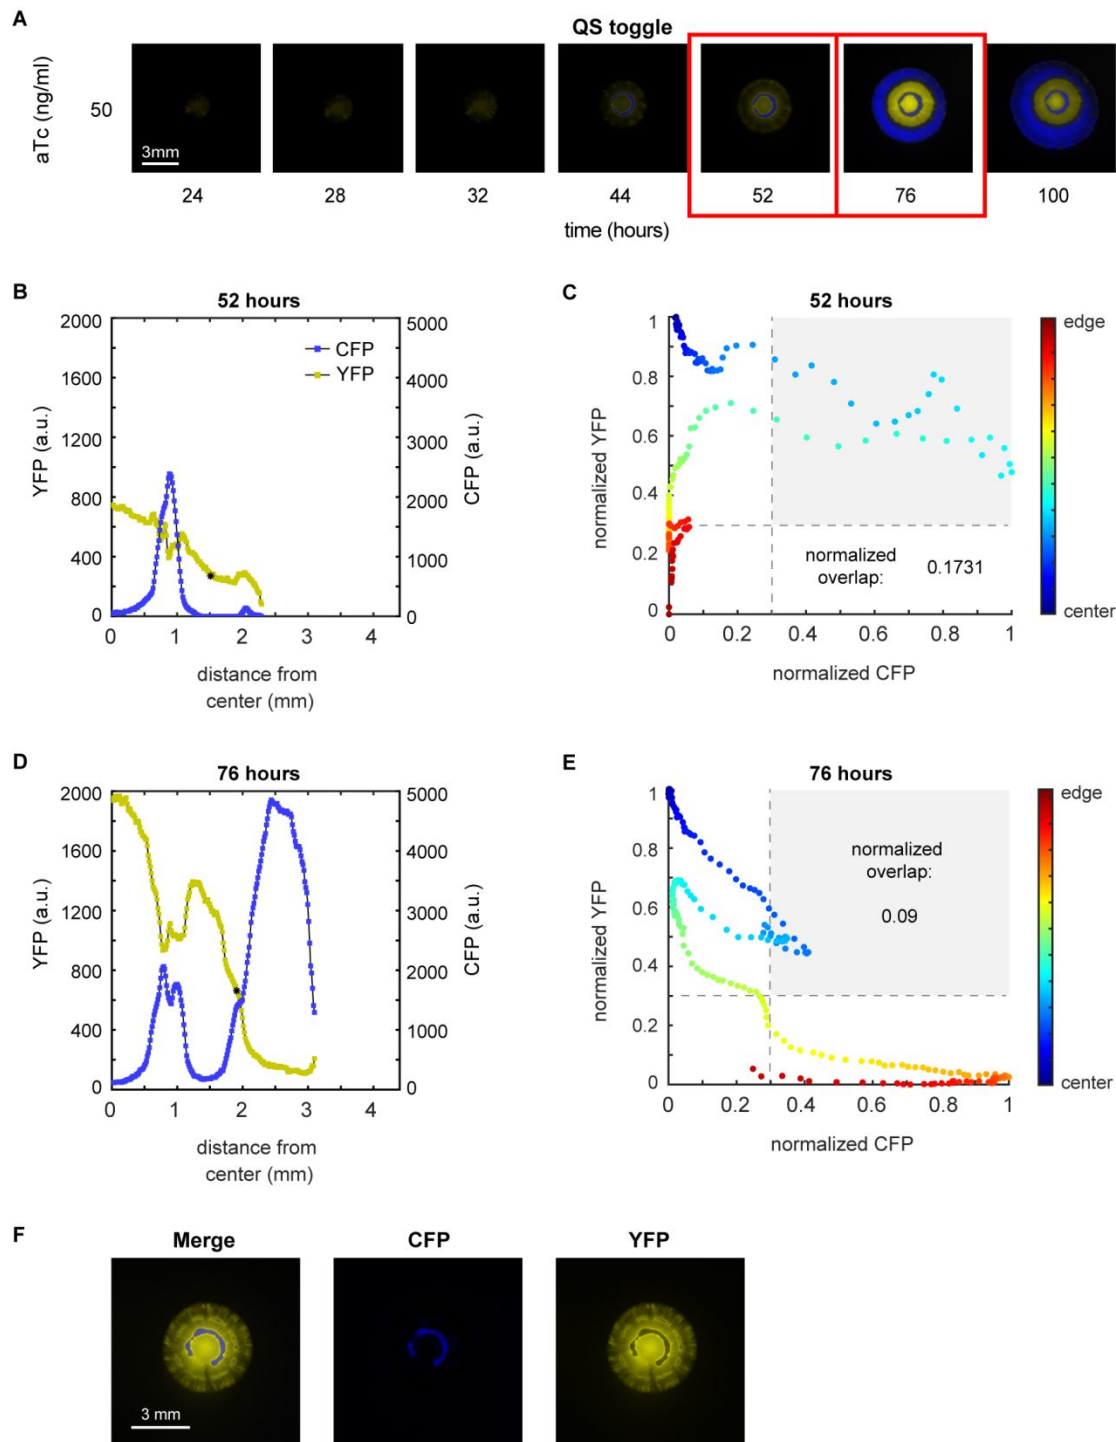 A
QS toggle
aTc (ng/ml)
50
3mm
24 28 32 44 52 76 100
time (hours)
B
52 hours
2000
1600
1200
800
400
0
YFP (a.u.)
CFP
YFP
5000
4000
3000
2000
1000
0
CFP (a.u.)
0 1 2 3 4
distance from
center (mm)
C
52 hours
1
0.8
0.6
0.4
0.2
0
normalized YFP
normalized
overlap:
0.1731
0 0.2 0.4 0.6 0.8 1
normalized CFP
edge
center
D
76 hours
2000
1600
1200
800
400
0
YFP (a.u.)
5000
4000
3000
2000
1000
0
CFP (a.u.)
0 1 2 3 4
distance from
center (mm)
E
76 hours
1
0.8
0.6
0.4
0.2
0
normalized YFP
normalized
overlap:
0.09
0 0.2 0.4 0.6 0.8 1
normalized CFP
edge
center
F
Merge CFP YFP
3 mm